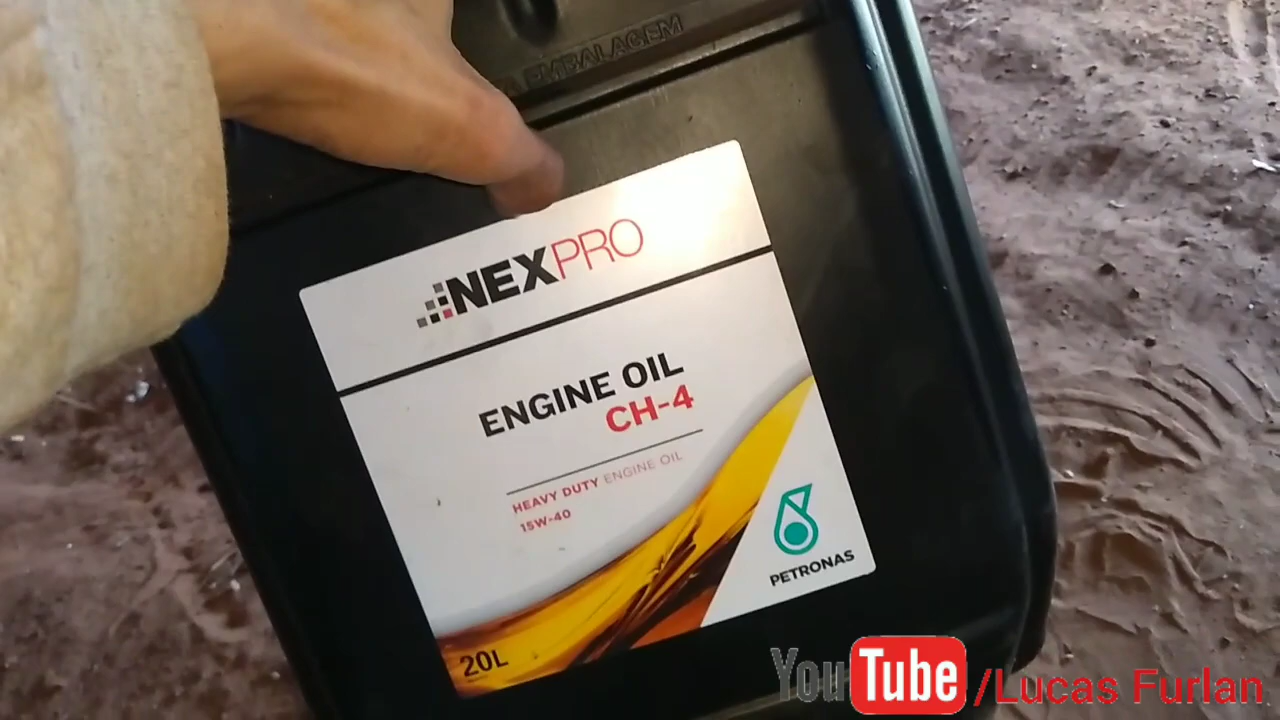 EMBALAGEM
NEXPRO
ENGINE OIL
CH-4
HEAVY DUTY ENGINE OIL
15W-40
PETRONAS
20L
YouTube /Lucas Furlan